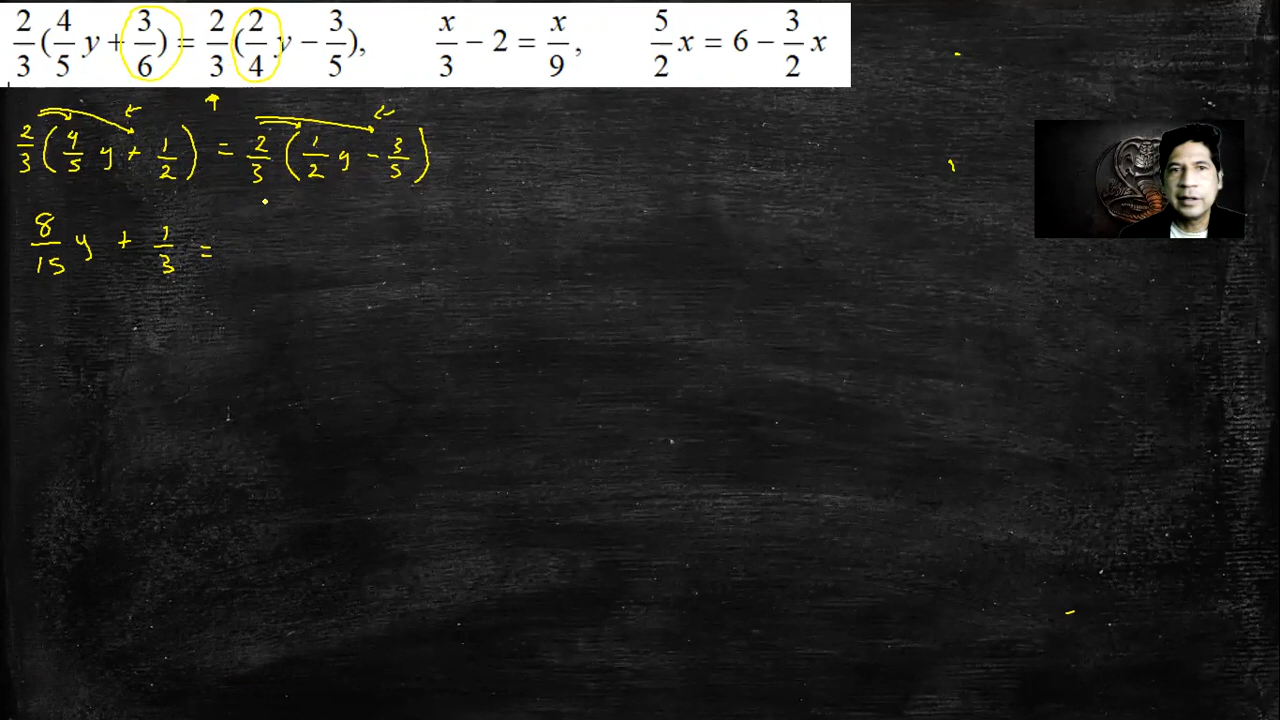 2/3(4/5 y + 3/6) = 2/3(2/4 y − 3/5), x/3 − 2 = x/9, 5/2 x = 6 − 3/2 x
2/3(4/5 y + 1/2) = 2/3(1/2 y − 3/5)
8/15 y + 1/3 =